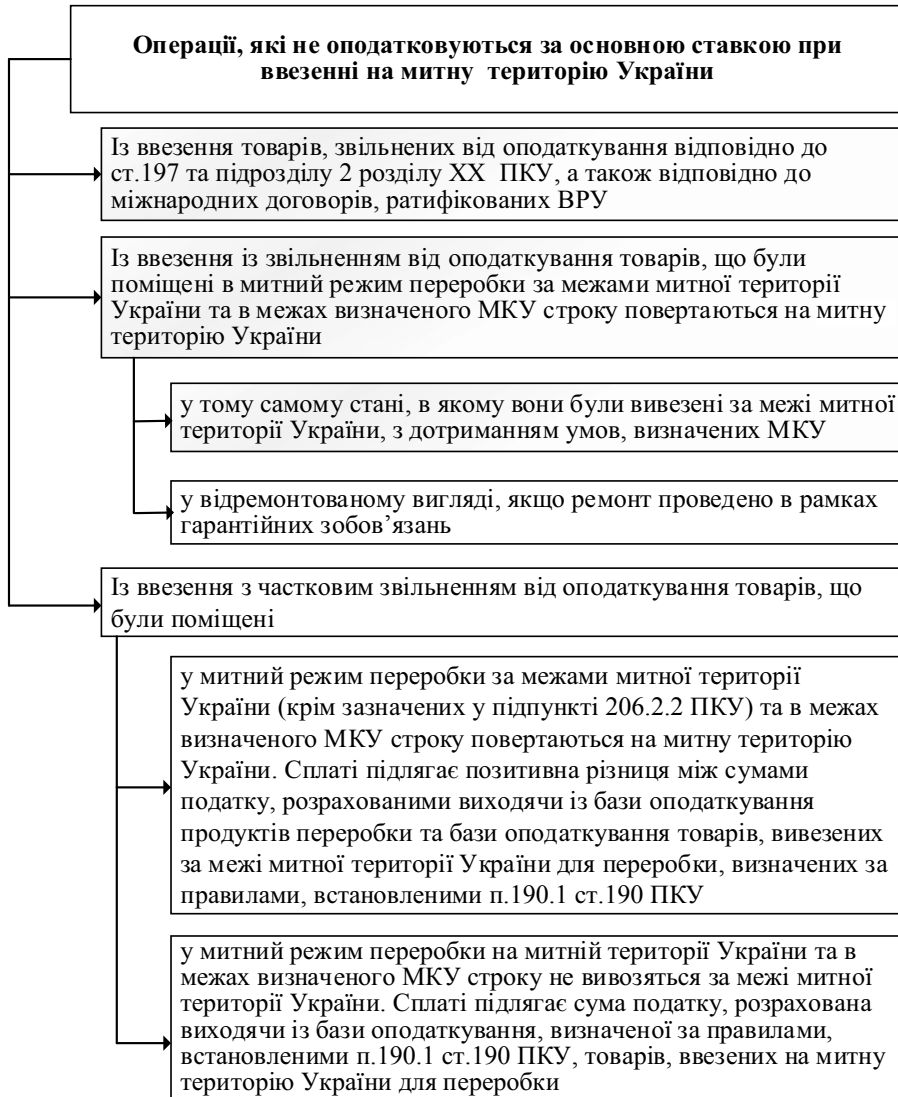 Операції, які не оподатковуються за основною ставкою при
ввезенні на митну територію України
Із ввезення товарів, звільнених від оподаткування відповідно до
ст.197 та підрозділу 2 розділу XX ПКУ, а також відповідно до
міжнародних договорів, ратифікованих ВРУ
Із ввезення із звільненням від оподаткування товарів, що були
поміщені в митний режим переробки за межами митної території
України та в межах визначеного МКУ строку повертаються на митну
територію України
у тому самому стані, в якому вони були вивезені за межі митної
території України, з дотриманням умов, визначених МКУ
у відремонтованому вигляді, якщо ремонт проведено в рамках
гарантійних зобов’язань
Із ввезення з частковим звільненням від оподаткування товарів, що
були поміщені
у митний режим переробки за межами митної території
України (крім зазначених у підпункті 206.2.2 ПКУ) та в межах
визначеного МКУ строку повертаються на митну територію
України. Сплаті підлягає позитивна різниця між сумами
податку, розрахованими виходячи із бази оподаткування
продуктів переробки та бази оподаткування товарів, вивезених
за межі митної території України для переробки, визначених за
правилами, встановленими п.190.1 ст.190 ПКУ
у митний режим переробки на митній території України та в
межах визначеного МКУ строку не вивозяться за межі митної
території України. Сплаті підлягає сума податку, розрахована
виходячи із бази оподаткування, визначеної за правилами,
встановленими п.190.1 ст.190 ПКУ, товарів, ввезених на митну
територію України для переробки